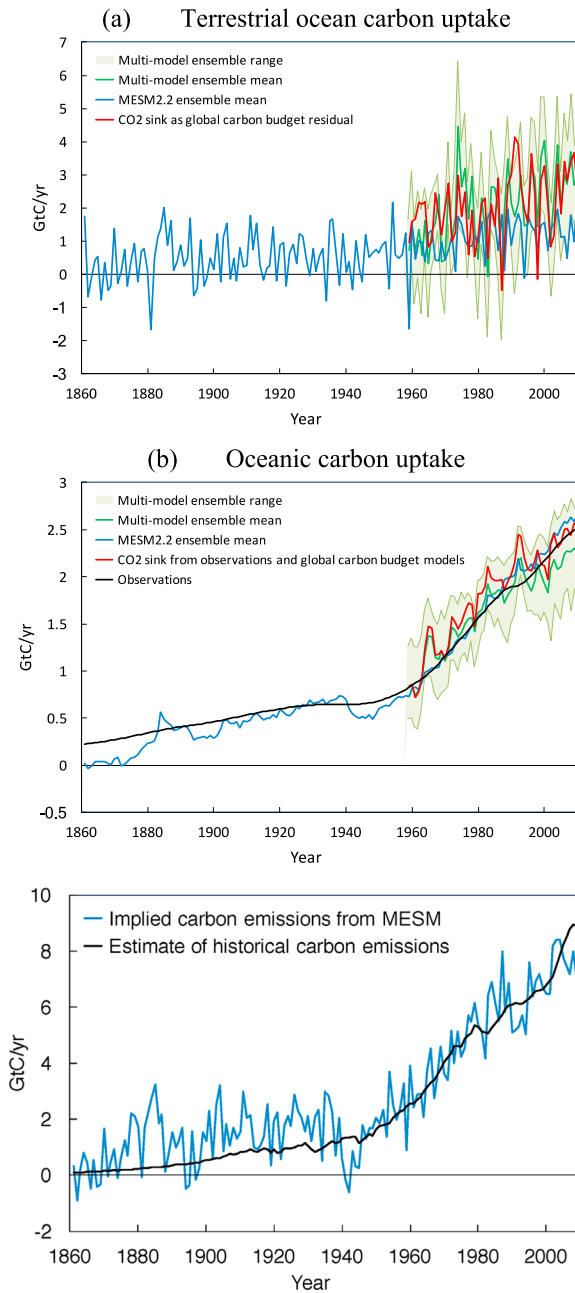 (a) Terrestrial ocean carbon uptake
7
6
5
4
3
2
1
0
-1
-2
-3
GtC/yr
Multi-model ensemble range
Multi-model ensemble mean
MESM2.2 ensemble mean
CO2 sink as global carbon budget residual
1860 1880 1900 1920 1940 1960 1980 2000
Year
(b) Oceanic carbon uptake
3
2.5
2
1.5
1
0.5
0
-0.5
GtC/yr
Multi-model ensemble range
Multi-model ensemble mean
MESM2.2 ensemble mean
CO2 sink from observations and global carbon budget models
Observations
1860 1880 1900 1920 1940 1960 1980 2000
Year
10
8
6
4
2
0
-2
GtC/yr
Implied carbon emissions from MESM
Estimate of historical carbon emissions
1860 1880 1900 1920 1940 1960 1980 2000
Year